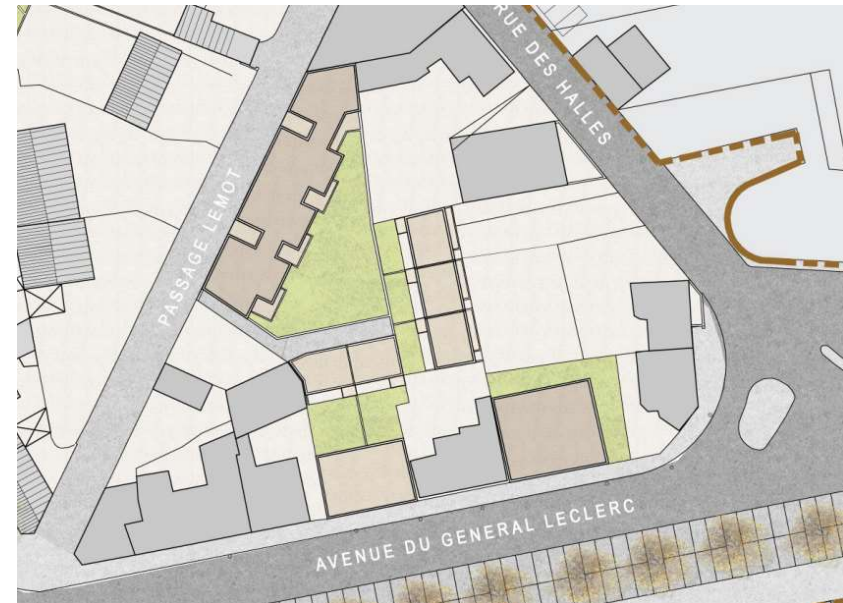 RUE DES HALLES
PASSAGE LEMOT
AVENUE DU GENERAL LECLERC